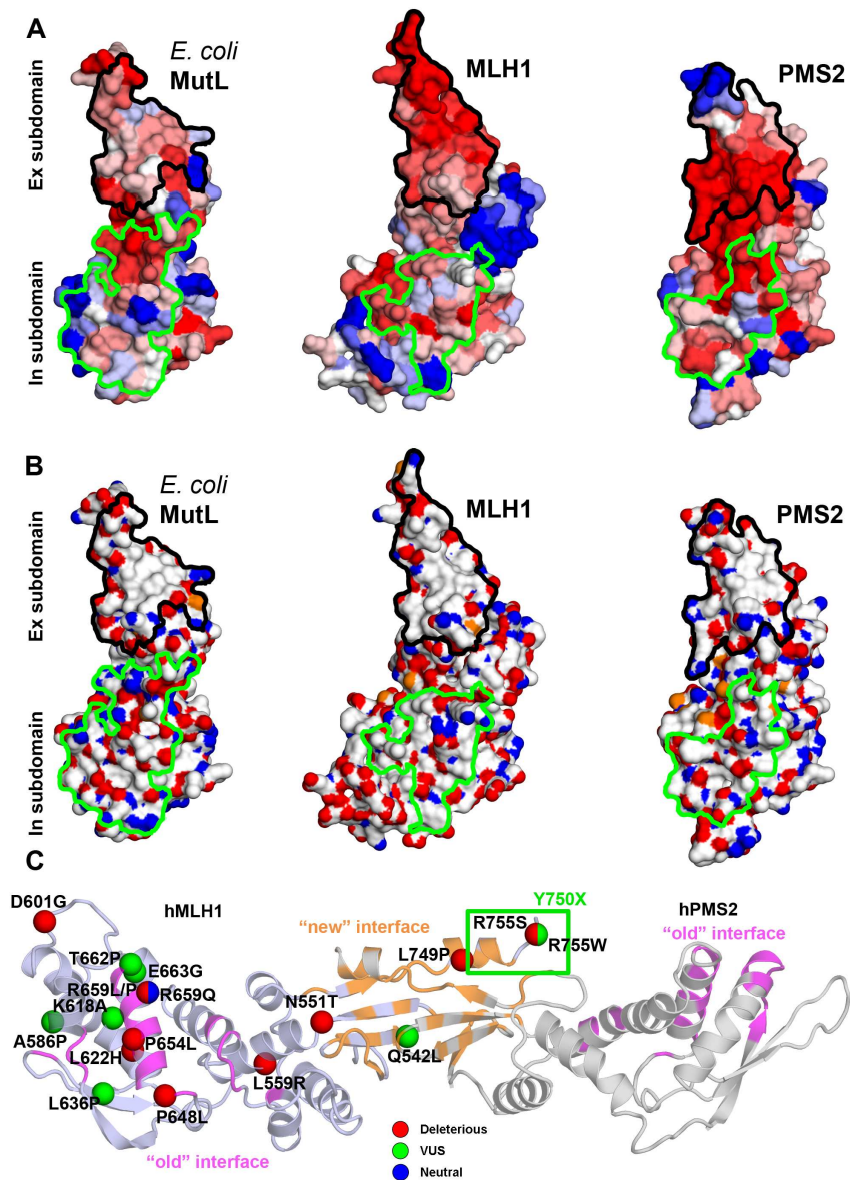 A
E. coli
MutL
MLH1
PMS2
Ex subdomain
In subdomain
B
E. coli
MutL
MLH1
PMS2
Ex subdomain
In subdomain
C
D601G
hMLH1
Y750X
hPMS2
"new" interface
R755S
"old" interface
T662P
L749P
R755W
E663G
R659L/P
R659Q
K618A
N551T
A586P
P654L
Q542L
L622H
L559R
L636P
P648L
"old" interface
Deleterious
VUS
Neutral